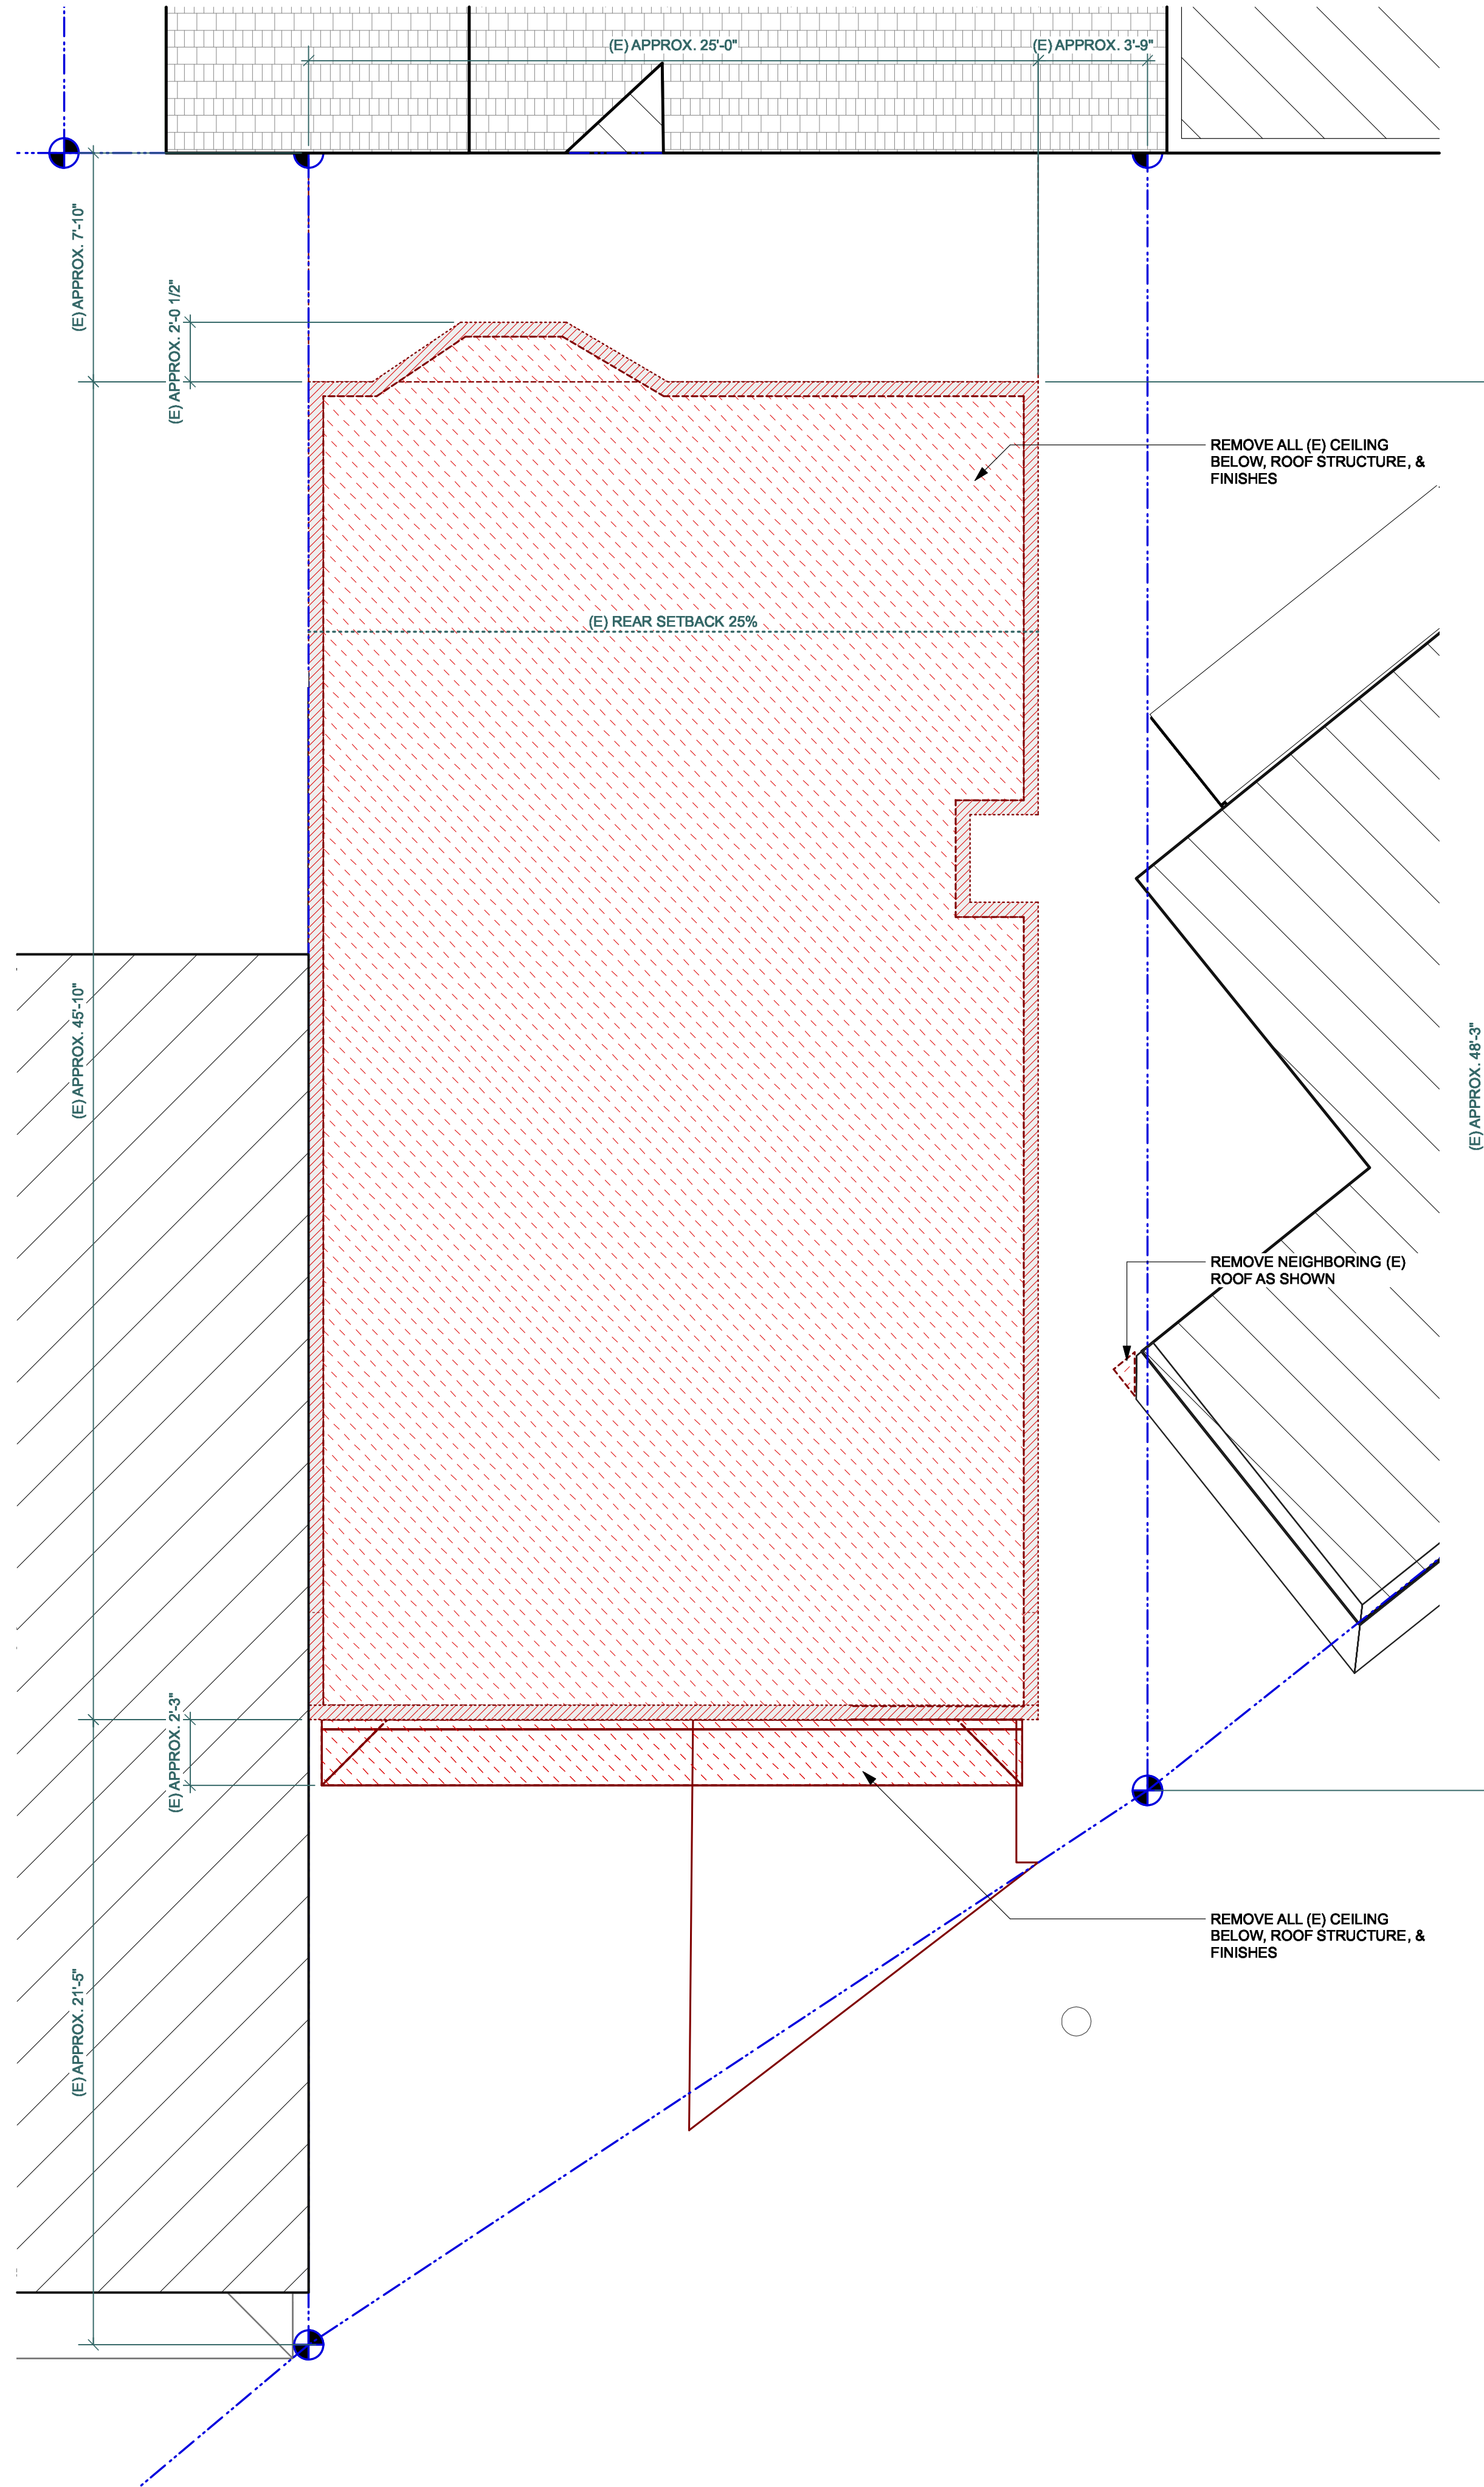 (E) APPROX. 25'-0"
(E) APPROX. 3'-9"
(E) APPROX. 7'-10"
(E) APPROX. 2'-0 1/2"
REMOVE ALL (E) CEILING
BELOW, ROOF STRUCTURE, &
FINISHES
(E) REAR SETBACK 25%
(E) APPROX. 45'-10"
(E) APPROX. 48'-3"
REMOVE NEIGHBORING (E)
ROOF AS SHOWN
(E) APPROX. 2'-3"
REMOVE ALL (E) CEILING
BELOW, ROOF STRUCTURE, &
FINISHES
(E) APPROX. 21'-5"